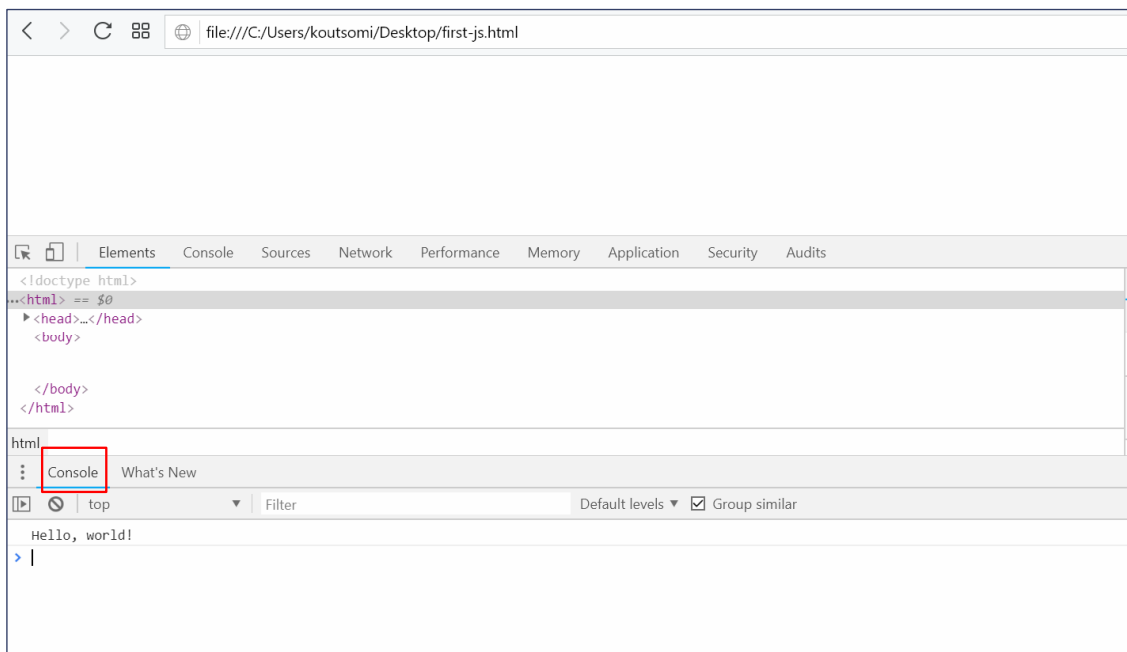 file:///C:/Users/koutsomi/Desktop/first-js.html
Elements Console Sources Network Performance Memory Application Security Audits
<!doctype html>
...<html> == $0
<head>…</head>
<body>
</body>
</html>
html
Console What's New
top Filter Default levels Group similar
Hello, world!
>